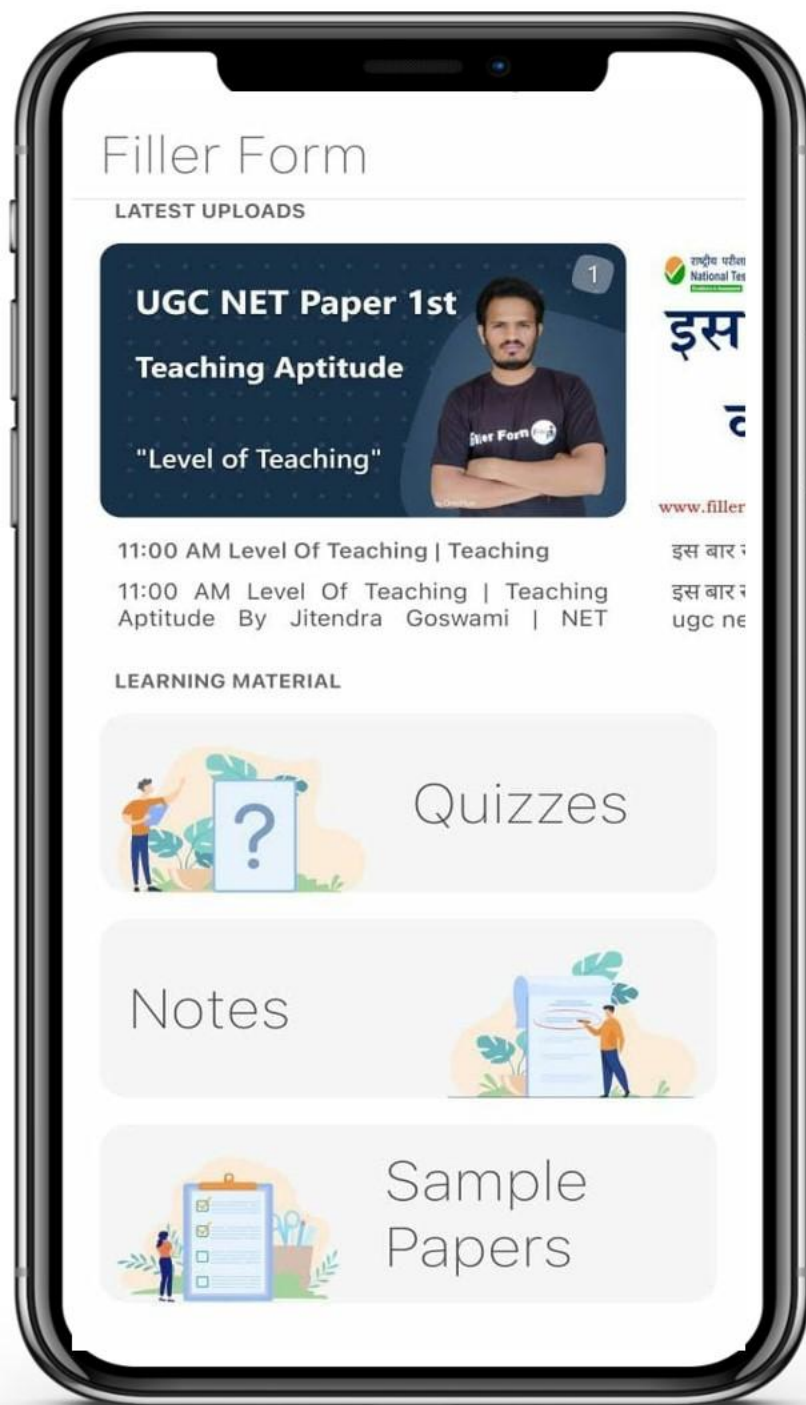 Filler Form
LATEST UPLOADS
UGC NET Paper 1st
1
Teaching Aptitude
"Level of Teaching"
Filler Form
11:00 AM Level Of Teaching | Teaching
11:00 AM Level Of Teaching | Teaching
Aptitude By Jitendra Goswami | NET
राष्ट्रीय
National
इस
www.filler
इस बार
इस बार
ugc ne
LEARNING MATERIAL
Quizzes
?
Notes
Sample
Papers